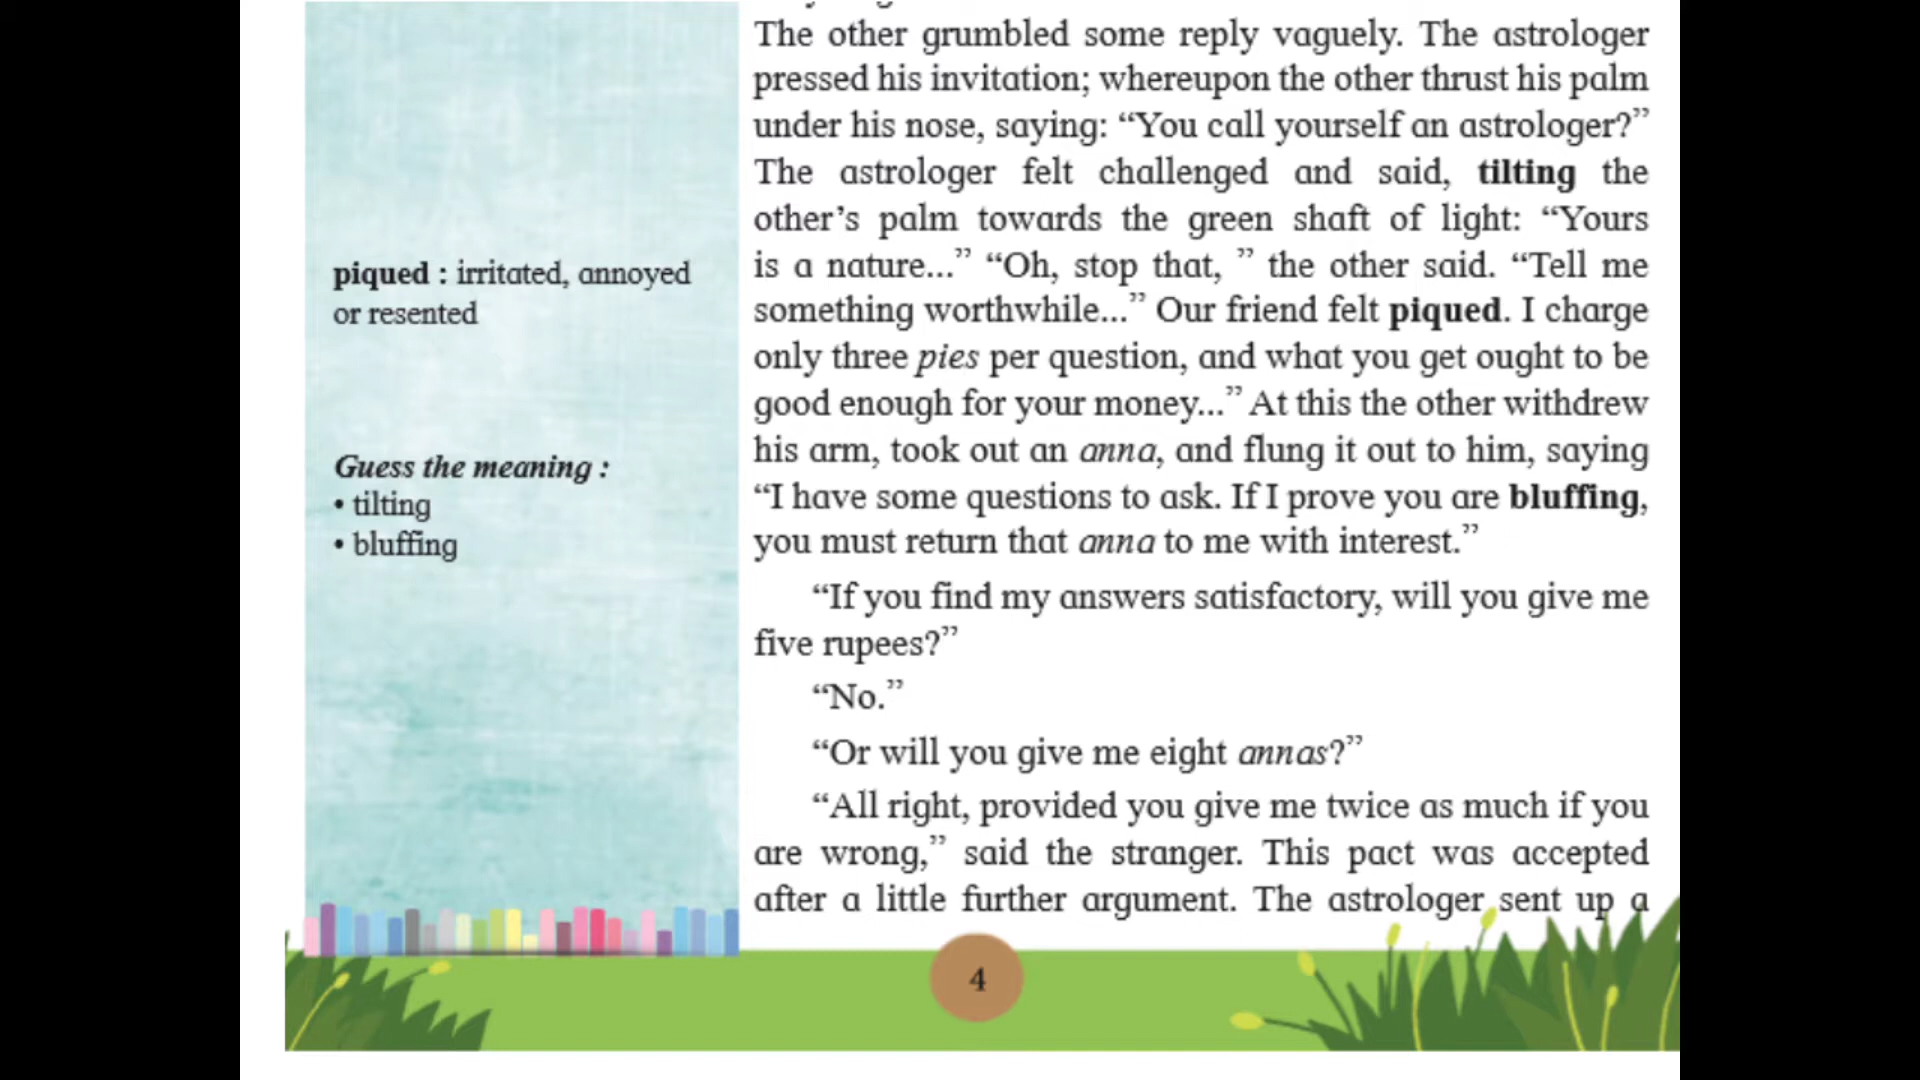 The other grumbled some reply vaguely. The astrologer
pressed his invitation; whereupon the other thrust his palm
under his nose, saying: “You call yourself an astrologer?”
The astrologer felt challenged and said, tilting the
other’s palm towards the green shaft of light: “Yours
is a nature...” “Oh, stop that, ” the other said. “Tell me
something worthwhile...” Our friend felt piqued. I charge
only three pies per question, and what you get ought to be
good enough for your money...” At this the other withdrew
his arm, took out an anna, and flung it out to him, saying
“I have some questions to ask. If I prove you are bluffing,
you must return that anna to me with interest.”
“If you find my answers satisfactory, will you give me
five rupees?”
“No.”
“Or will you give me eight annas?”
“All right, provided you give me twice as much if you
are wrong,” said the stranger. This pact was accepted
after a little further argument. The astrologer sent up a
piqued : irritated, annoyed
or resented
Guess the meaning :
• tilting
• bluffing
4